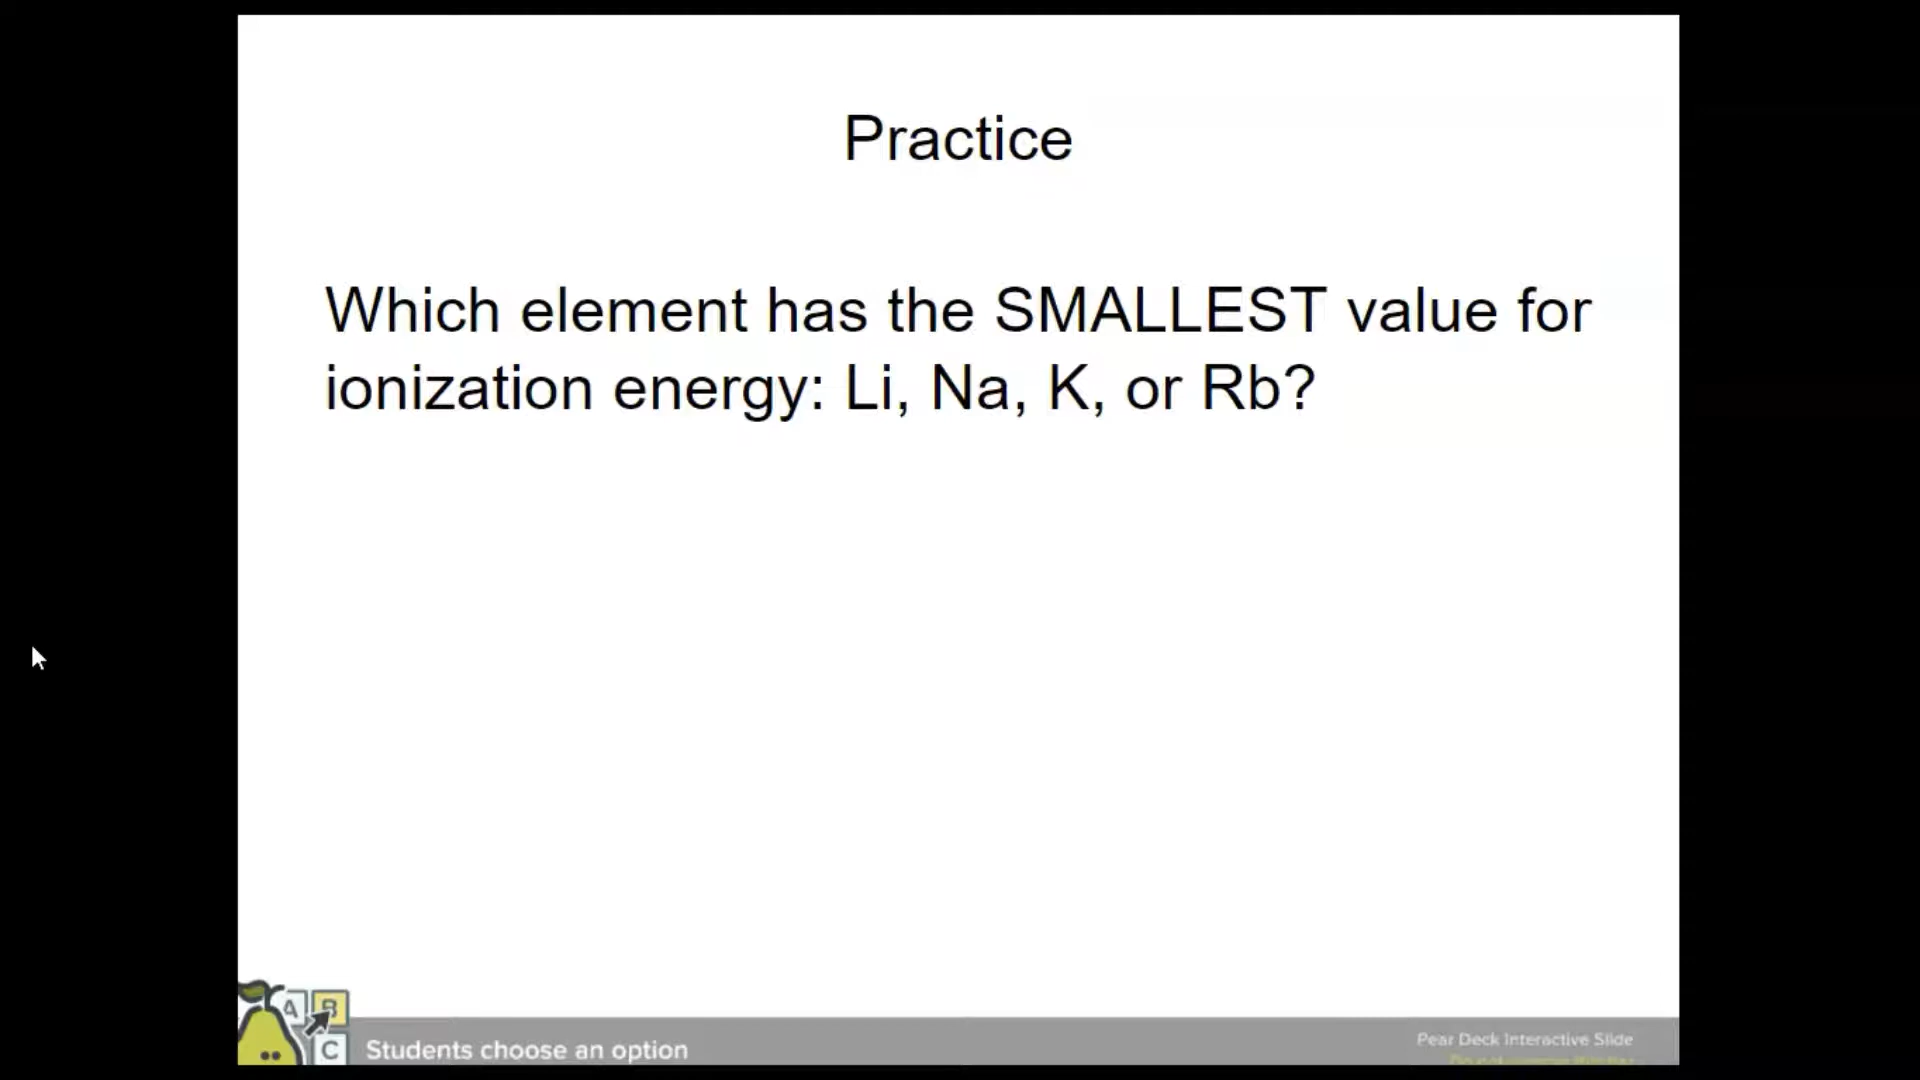 Practice
Which element has the SMALLEST value for
ionization energy: Li, Na, K, or Rb?
A B
C
Students choose an option
Pear Deck Interactive Slide